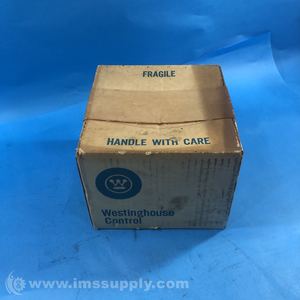 FRAGILE
HANDLE WITH CARE
W
Westinghouse
Control
www.imssupply.com